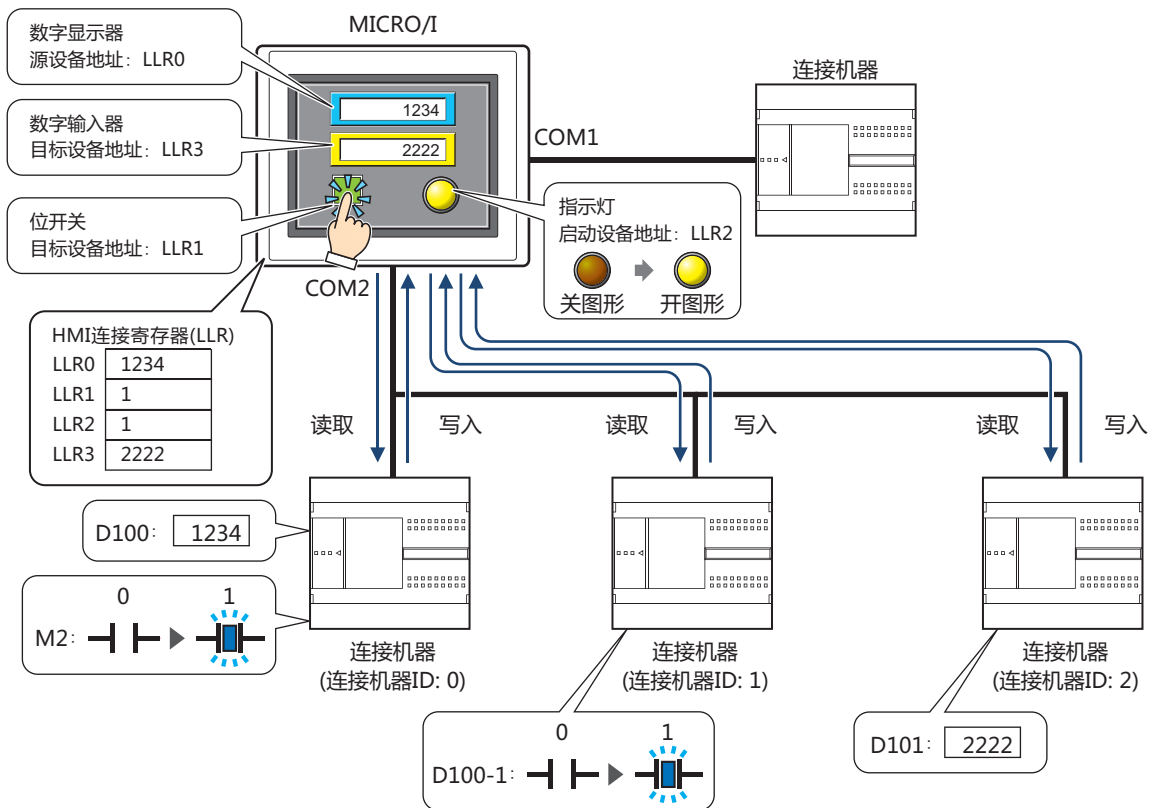 MICRO/I
数字显示器
源设备地址：LLR0
数字输入器
目标设备地址：LLR3
位开关
目标设备地址：LLR1
1234
2222
COM1
连接机器
指示灯
启动设备地址：LLR2
关图形
开图形
COM2
HMI连接寄存器(LLR)
LLR0 1234
LLR1 1
LLR2 1
LLR3 2222
读取 写入
读取 写入
读取 写入
D100： 1234
0 1
M2：
连接机器
(连接机器ID: 0)
连接机器
(连接机器ID: 1)
连接机器
(连接机器ID: 2)
0 1
D100-1：
D101： 2222